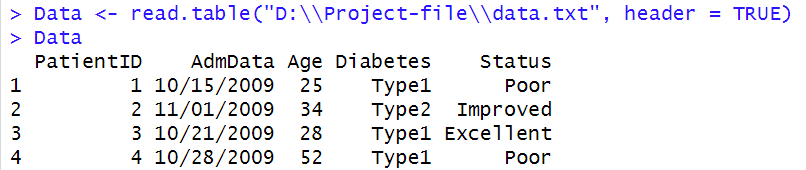 > Data <- read.table("D:\\Project-file\\data.txt", header = TRUE)
> Data
  PatientID    AdmData Age Diabetes    Status
1         1 10/15/2009  25    Type1      Poor
2         2 11/01/2009  34    Type2  Improved
3         3 10/21/2009  28    Type1 Excellent
4         4 10/28/2009  52    Type1      Poor